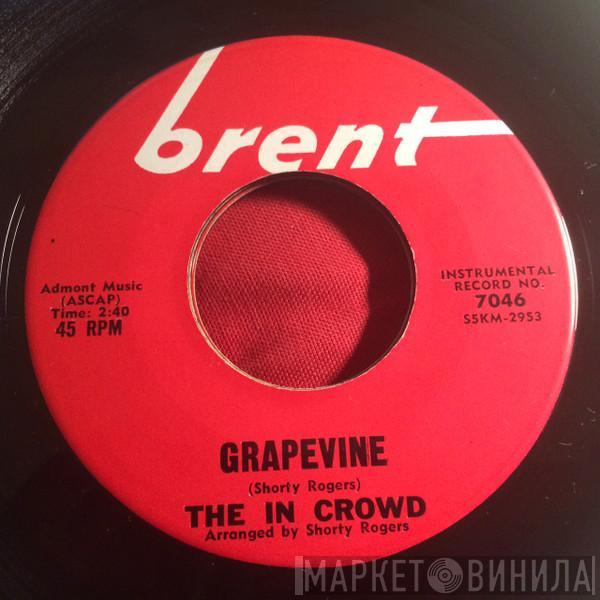 brent
Admont Music
(ASCAP)
Time: 2:40
45 RPM
INSTRUMENTAL
RECORD NO.
7046
S5KM-2953
GRAPEVINE
(Shorty Rogers)
THE IN CROWD
Arranged by Shorty Rogers
МАРКЕТ ВИНИЛА